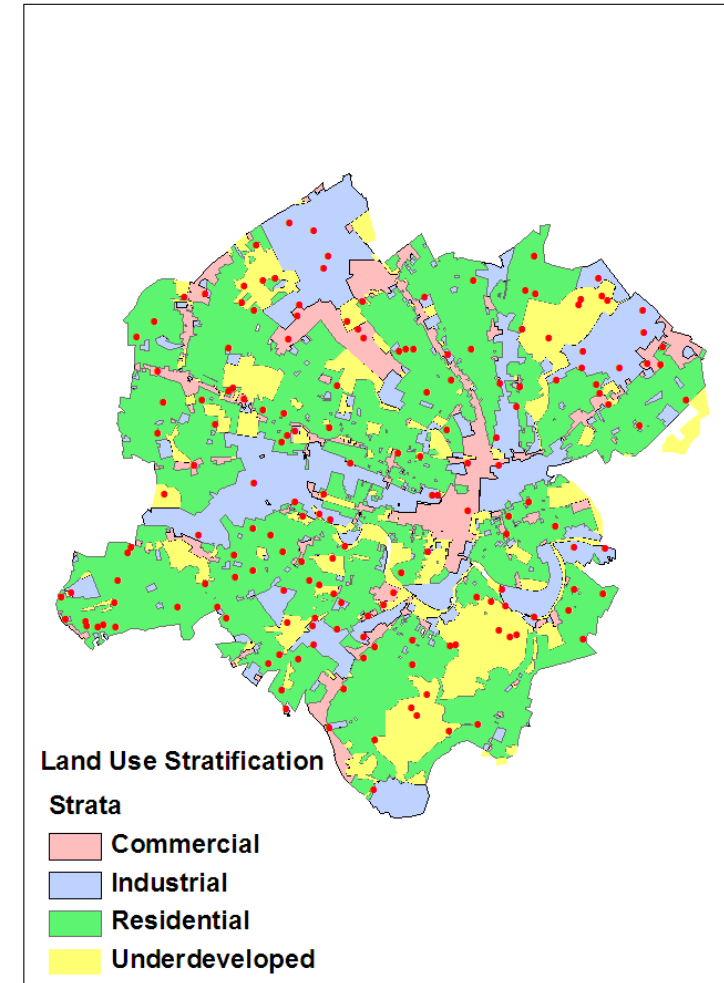 Land Use Stratification
Strata
Commercial
Industrial
Residential
Underdeveloped